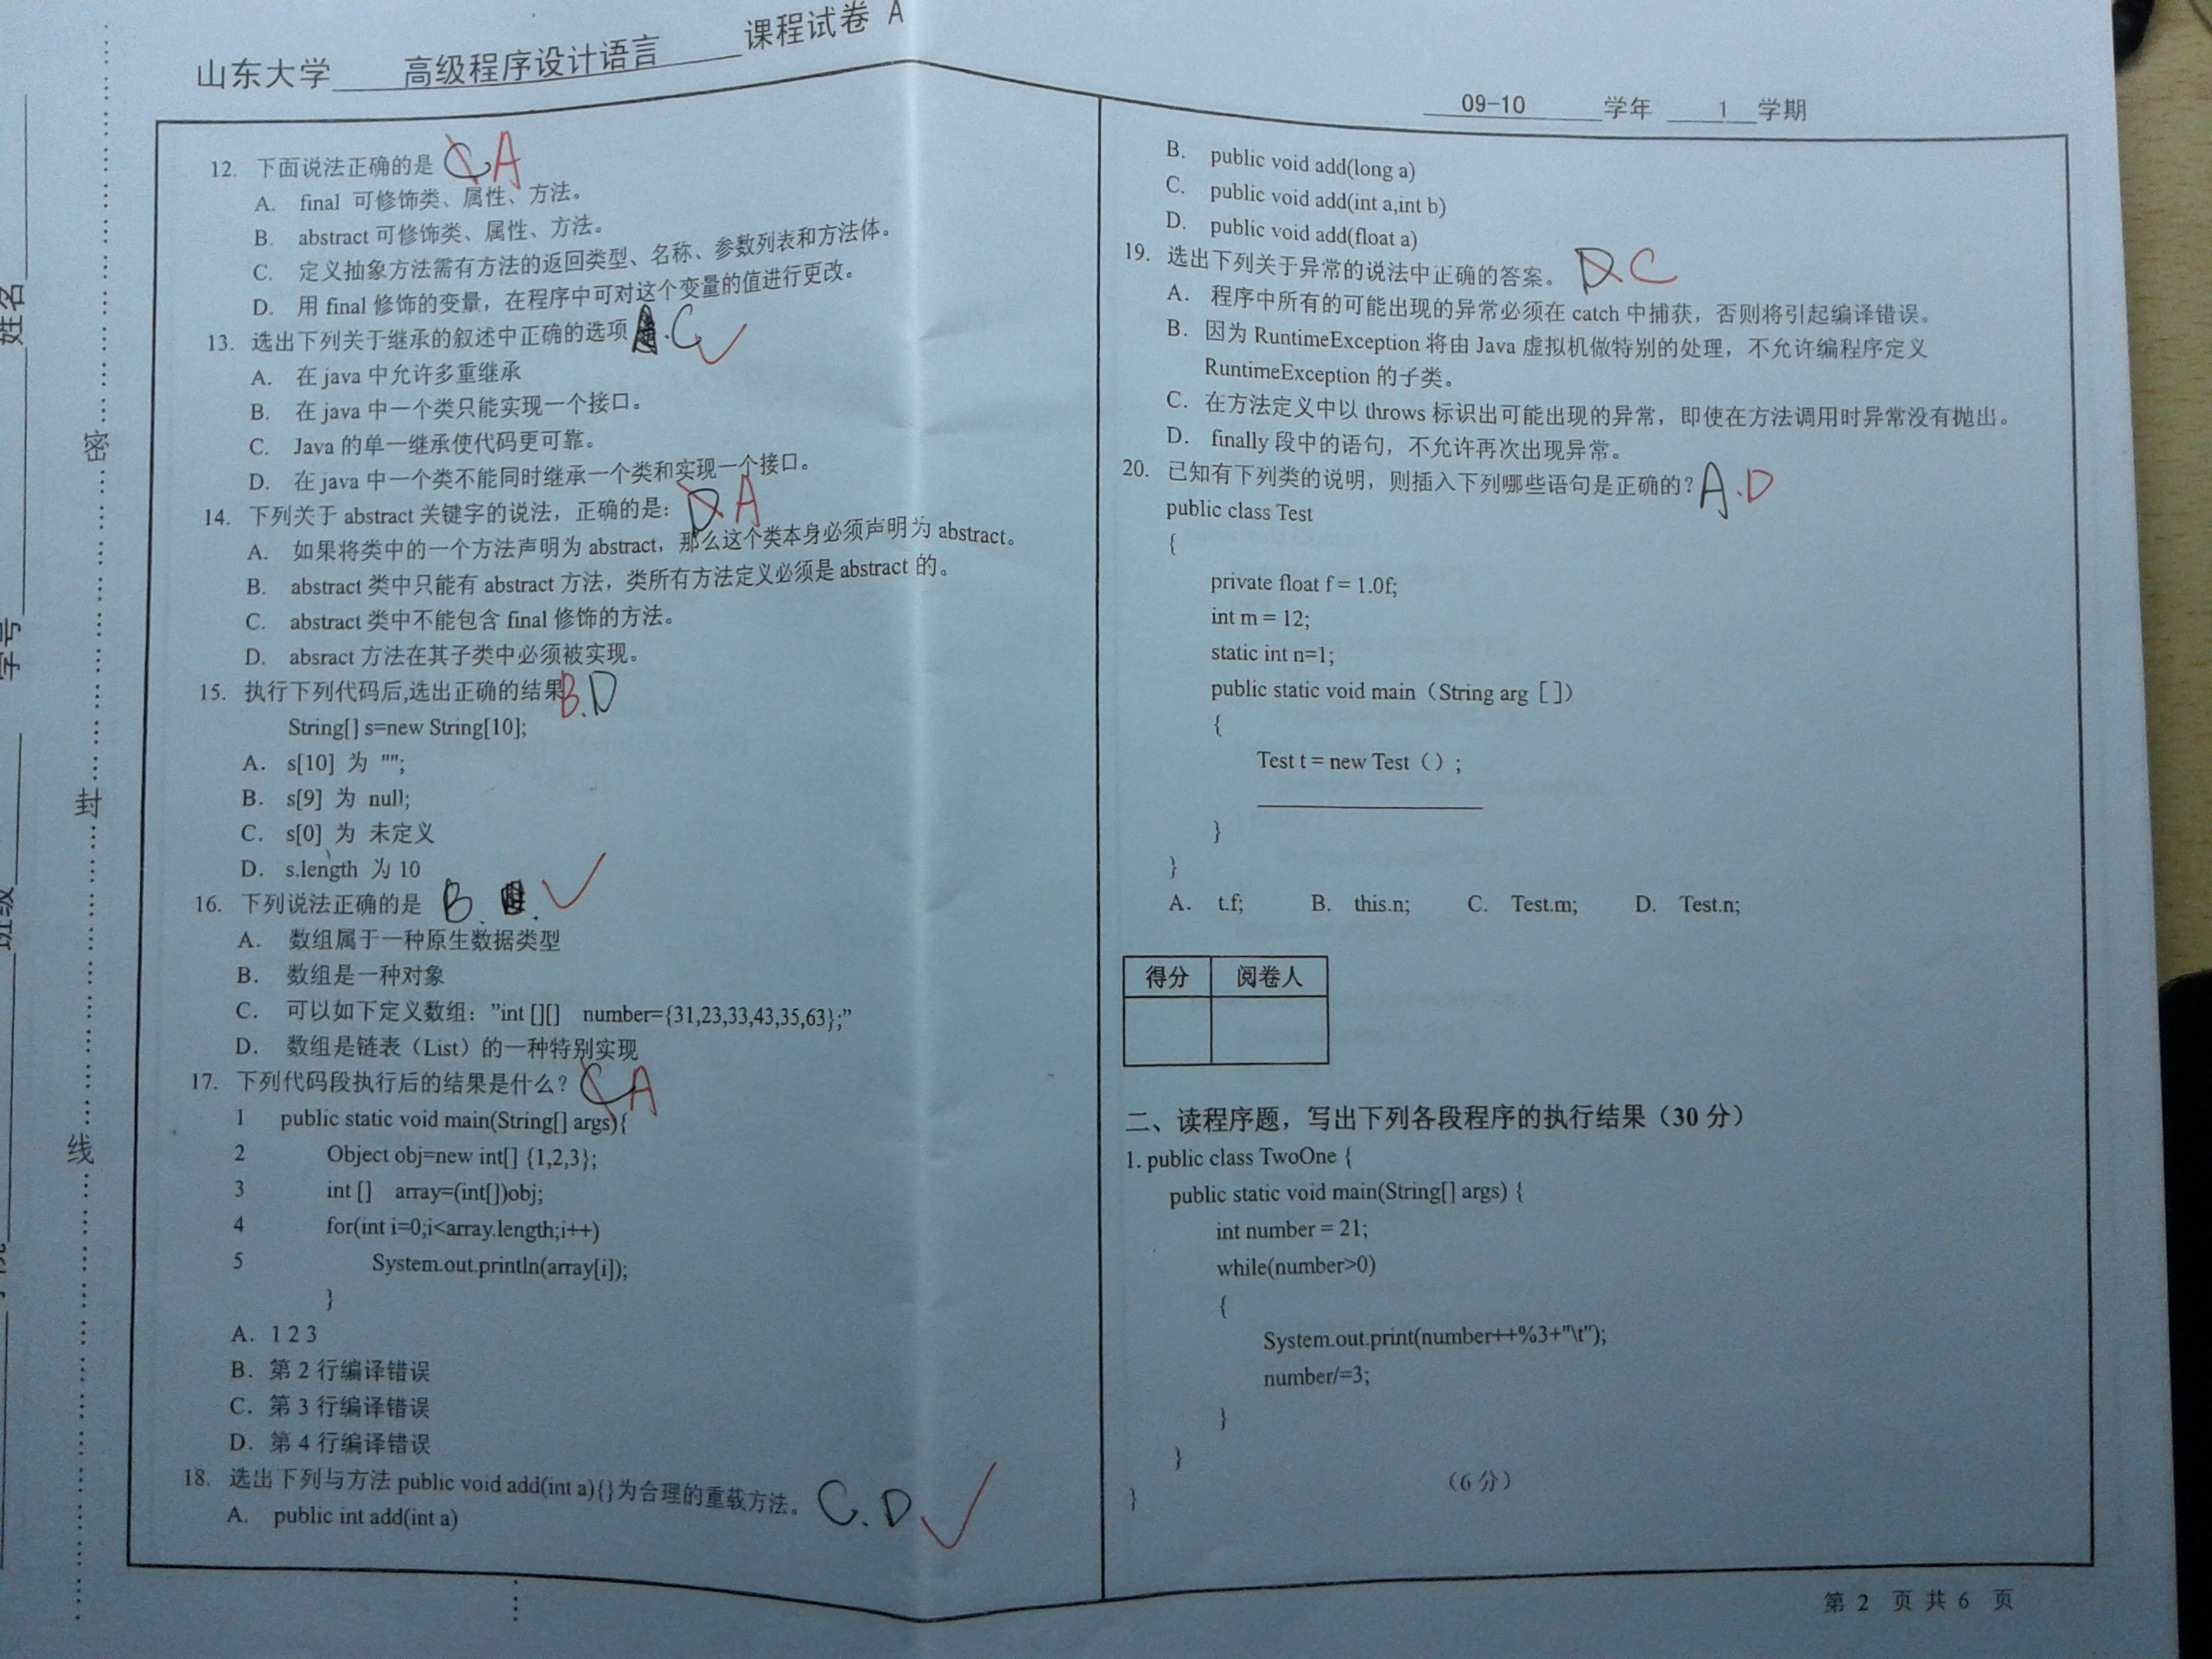 山东大学 高级程序设计语言 课程试卷 A
09-10 学年 1 学期
姓名
学号
班级
密
封
线
12. 下面说法正确的是 C A
A. final 可修饰类、属性、方法。
B. abstract 可修饰类、属性、方法。
C. 定义抽象方法需有方法的返回类型、名称、参数列表和方法体。
D. 用 final 修饰的变量，在程序中可对这个变量的值进行更改。
13. 选出下列关于继承的叙述中正确的选项 . C
A. 在 java 中允许多重继承
B. 在 java 中一个类只能实现一个接口。
C. Java 的单一继承使代码更可靠。
D. 在 java 中一个类不能同时继承一个类和实现一个接口。
14. 下列关于 abstract 关键字的说法，正确的是: D A
A. 如果将类中的一个方法声明为 abstract，那么这个类本身必须声明为 abstract。
B. abstract 类中只能有 abstract 方法，类所有方法定义必须是 abstract 的。
C. abstract 类中不能包含 final 修饰的方法。
D. absract 方法在其子类中必须被实现。
15. 执行下列代码后,选出正确的结果 B.D
String[] s=new String[10];
A. s[10] 为 "";
B. s[9] 为 null;
C. s[0] 为 未定义
D. s.length 为 10
16. 下列说法正确的是 B .
A. 数组属于一种原生数据类型
B. 数组是一种对象
C. 可以如下定义数组：”int [][] number={31,23,33,43,35,63};”
D. 数组是链表（List）的一种特别实现
17. 下列代码段执行后的结果是什么？ C A
1 public static void main(String[] args){
2 Object obj=new int[] {1,2,3};
3 int [] array=(int[])obj;
4 for(int i=0;i<array.length;i++)
5 System.out.println(array[i]);
}
A. 1 2 3
B. 第 2 行编译错误
C. 第 3 行编译错误
D. 第 4 行编译错误
18. 选出下列与方法 public void add(int a){}为合理的重载方法。 C. D
A. public int add(int a)
B. public void add(long a)
C. public void add(int a,int b)
D. public void add(float a)
19. 选出下列关于异常的说法中正确的答案。 D C
A. 程序中所有的可能出现的异常必须在 catch 中捕获，否则将引起编译错误。
B. 因为 RuntimeException 将由 Java 虚拟机做特别的处理，不允许编程序定义
RuntimeException 的子类。
C. 在方法定义中以 throws 标识出可能出现的异常，即使在方法调用时异常没有抛出。
D. finally 段中的语句，不允许再次出现异常。
20. 已知有下列类的说明，则插入下列哪些语句是正确的？ A.D
public class Test
{
private float f = 1.0f;
int m = 12;
static int n=1;
public static void main（String arg［］）
{
Test t = new Test（）;
}
}
A. t.f; B. this.n; C. Test.m; D. Test.n;
得分 阅卷人
二、读程序题，写出下列各段程序的执行结果（30 分）
1. public class TwoOne {
public static void main(String[] args) {
int number = 21;
while(number>0)
{
System.out.print(number++%3+"\t");
number/=3;
}
}
（6 分）
}
第 2 页 共 6 页